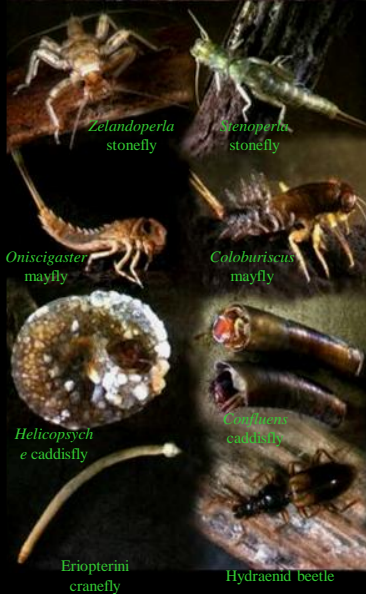 Zelandoperla
stonefly
Stenoperla
stonefly
Oniscigaster
mayfly
Coloburiscus
mayfly
Helicopsych
e caddisfly
Confluens
caddisfly
Eriopterini
cranefly
Hydraenid beetle